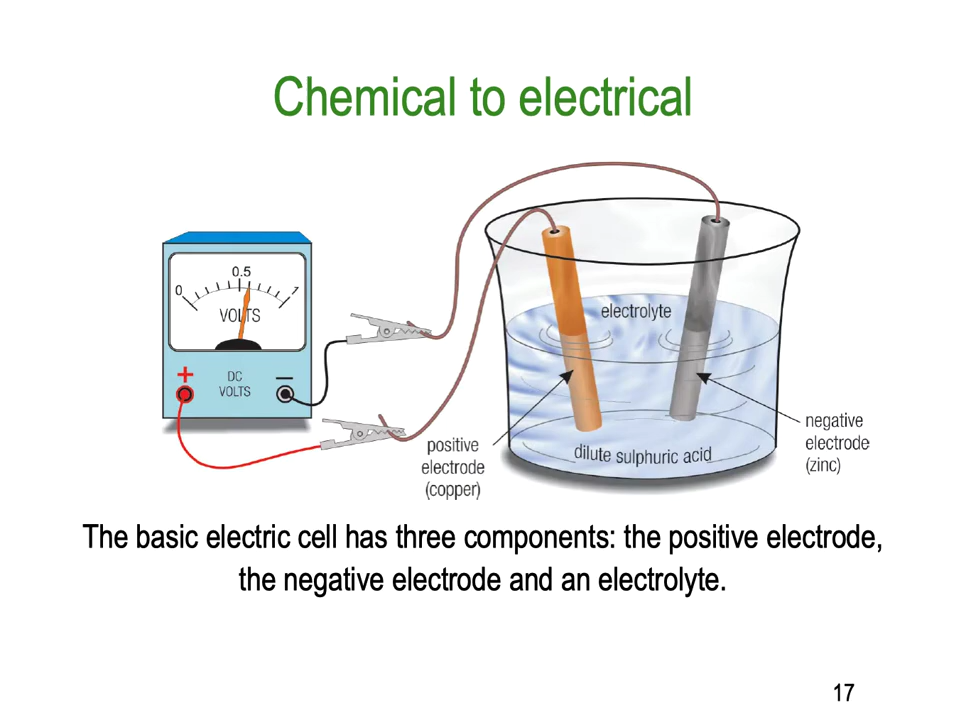 Chemical to electrical
0
0.5
1
VOLTS
+
−
DC
VOLTS
electrolyte
positive
electrode
(copper)
dilute sulphuric acid
negative
electrode
(zinc)
The basic electric cell has three components: the positive electrode,
the negative electrode and an electrolyte.
17